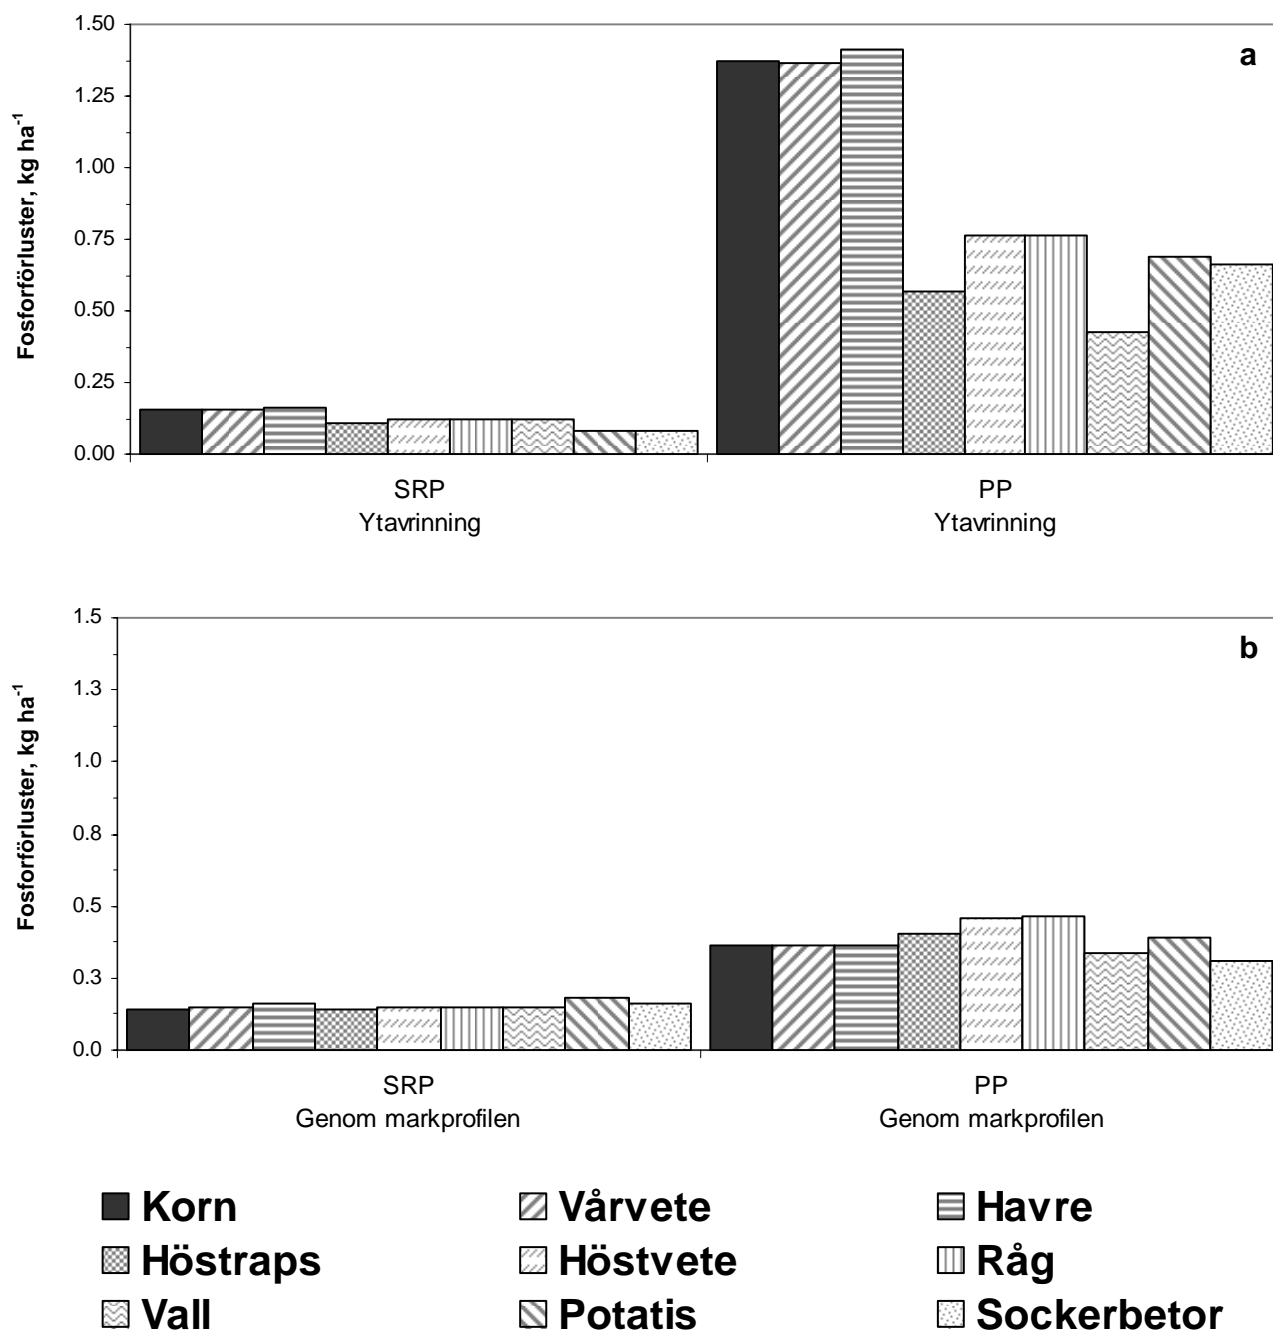 1.50
a
1.25
1.00
0.75
0.50
0.25
0.00
Fosforförluster, kg ha⁻¹
SRP
Ytavrinning
PP
Ytavrinning
1.5
b
1.3
1.0
0.8
0.5
0.3
0.0
Fosforförluster, kg ha⁻¹
SRP
Genom markprofilen
PP
Genom markprofilen
Korn
Vårvete
Havre
Höstraps
Höstvete
Råg
Vall
Potatis
Sockerbetor